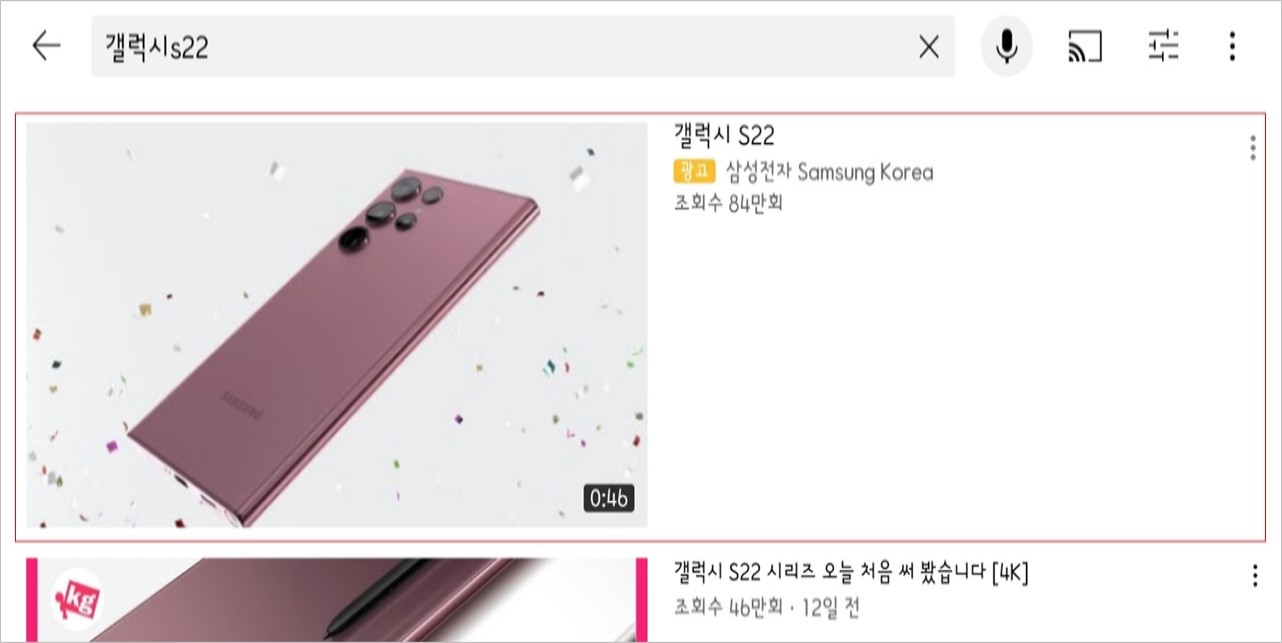 갤럭시s22
갤럭시 S22
광고 삼성전자 Samsung Korea
조회수 84만회
SAMSUNG
0:46
kg
갤럭시 S22 시리즈 오늘 처음 써 봤습니다 [4K]
조회수 46만회 · 12일 전